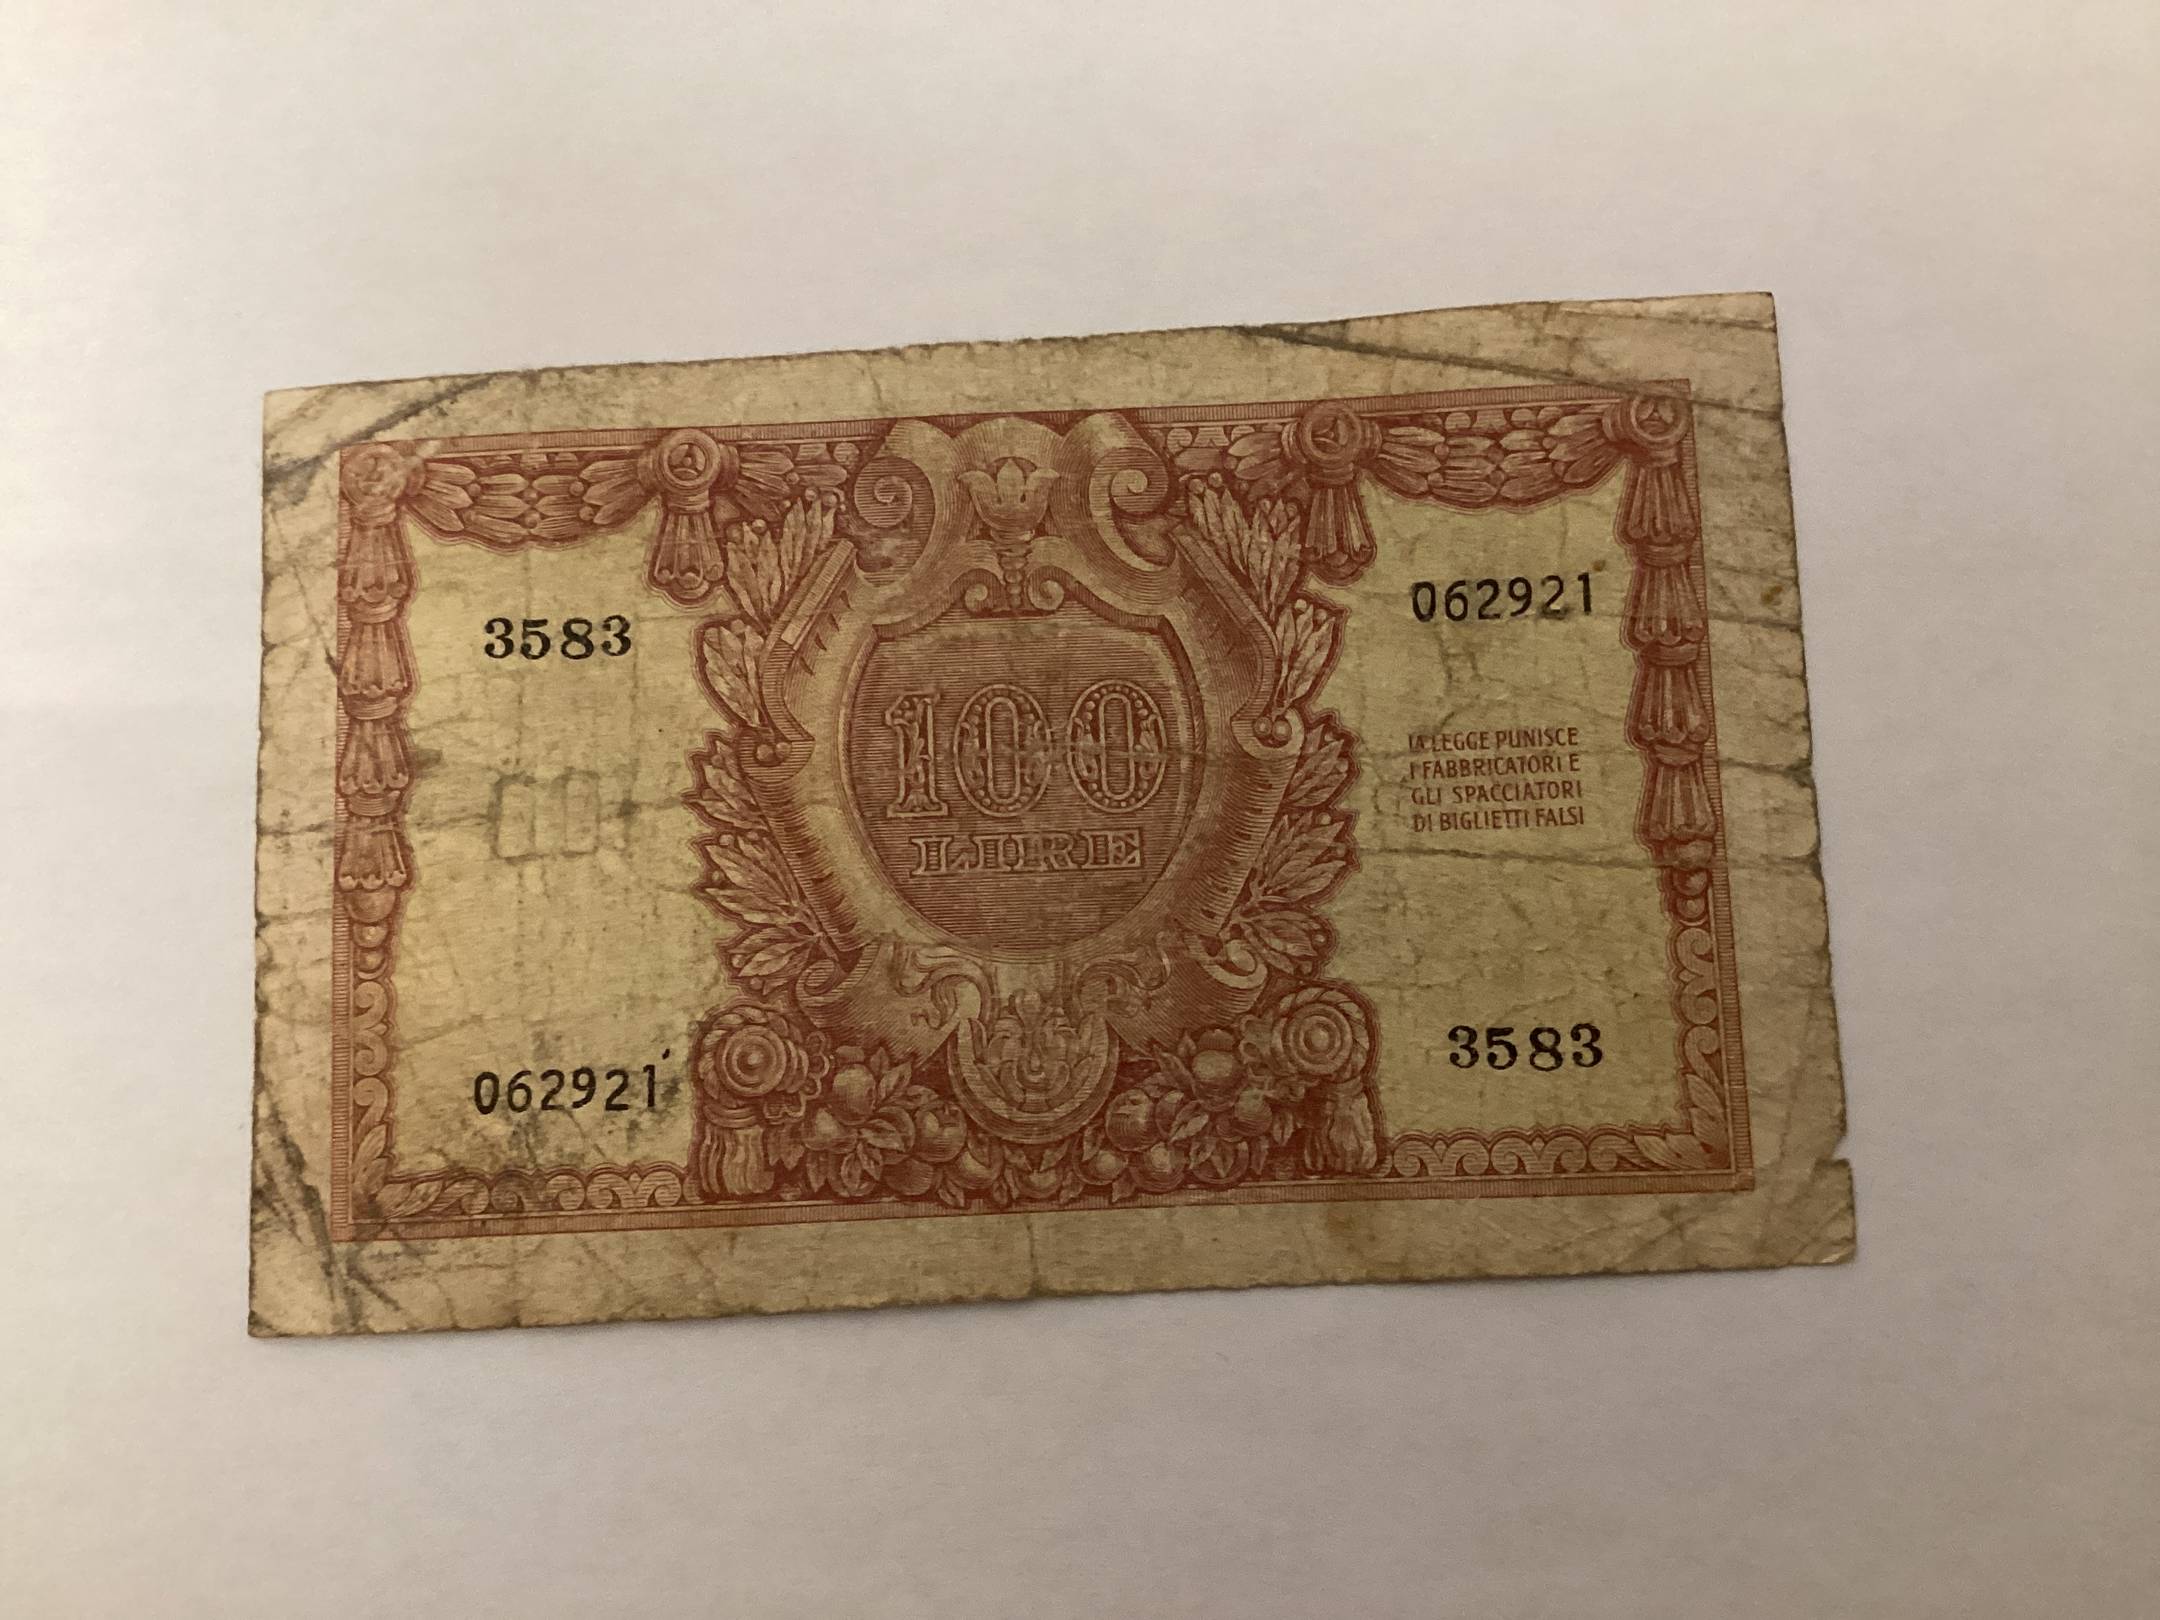 3583
062921
100
LIRE
LA LEGGE PUNISCE
I FABBRICATORI E
GLI SPACCIATORI
DI BIGLIETTI FALSI
062921
3583